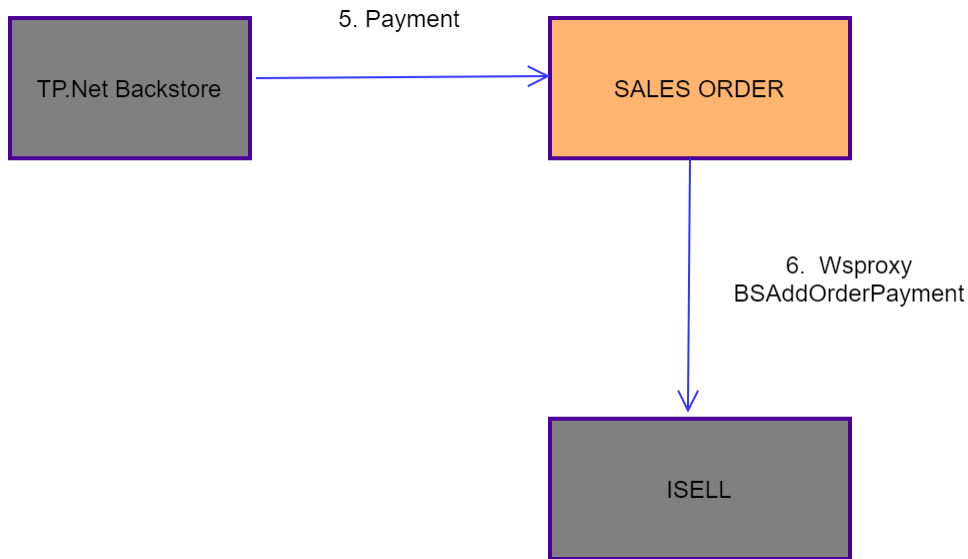 5. Payment
TP.Net Backstore
SALES ORDER
6.  Wsproxy
BSAddOrderPayment
ISELL